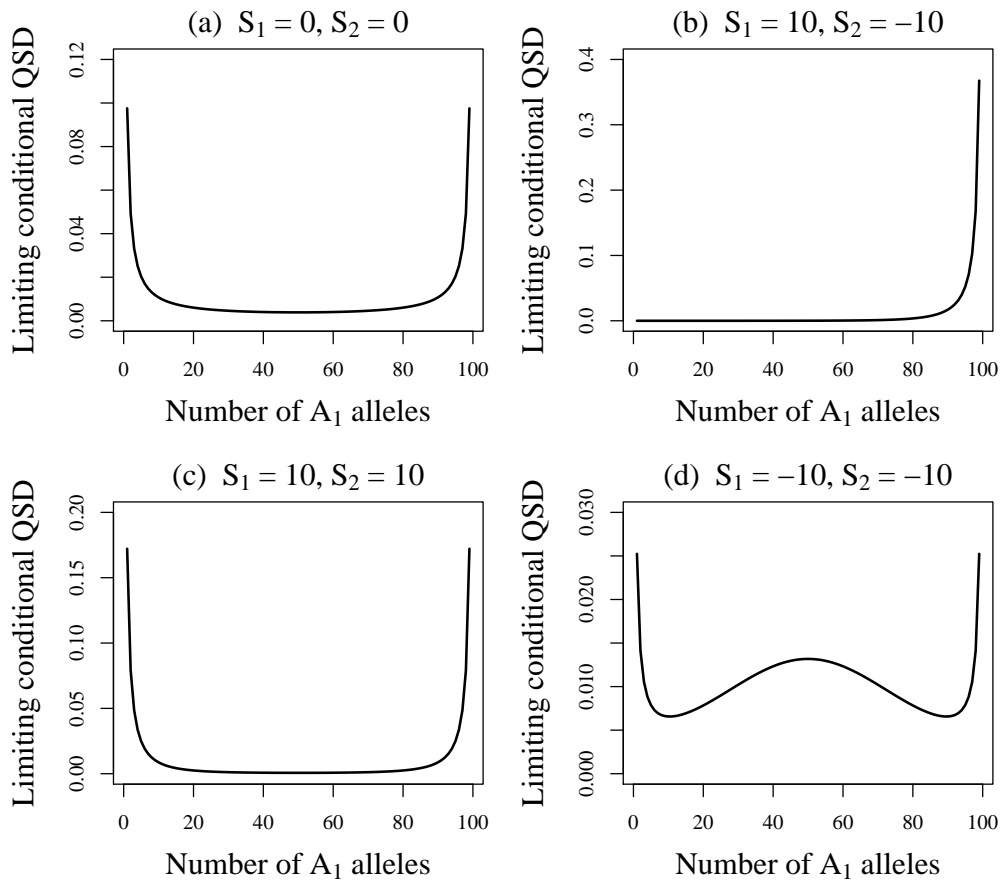 (a) S₁ = 0, S₂ = 0
Limiting conditional QSD
0.12
0.08
0.04
0.00
0 20 40 60 80 100
Number of A₁ alleles
(b) S₁ = 10, S₂ = −10
Limiting conditional QSD
0.4
0.3
0.2
0.1
0.0
0 20 40 60 80 100
Number of A₁ alleles
(c) S₁ = 10, S₂ = 10
Limiting conditional QSD
0.20
0.15
0.10
0.05
0.00
0 20 40 60 80 100
Number of A₁ alleles
(d) S₁ = −10, S₂ = −10
Limiting conditional QSD
0.030
0.020
0.010
0.000
0 20 40 60 80 100
Number of A₁ alleles